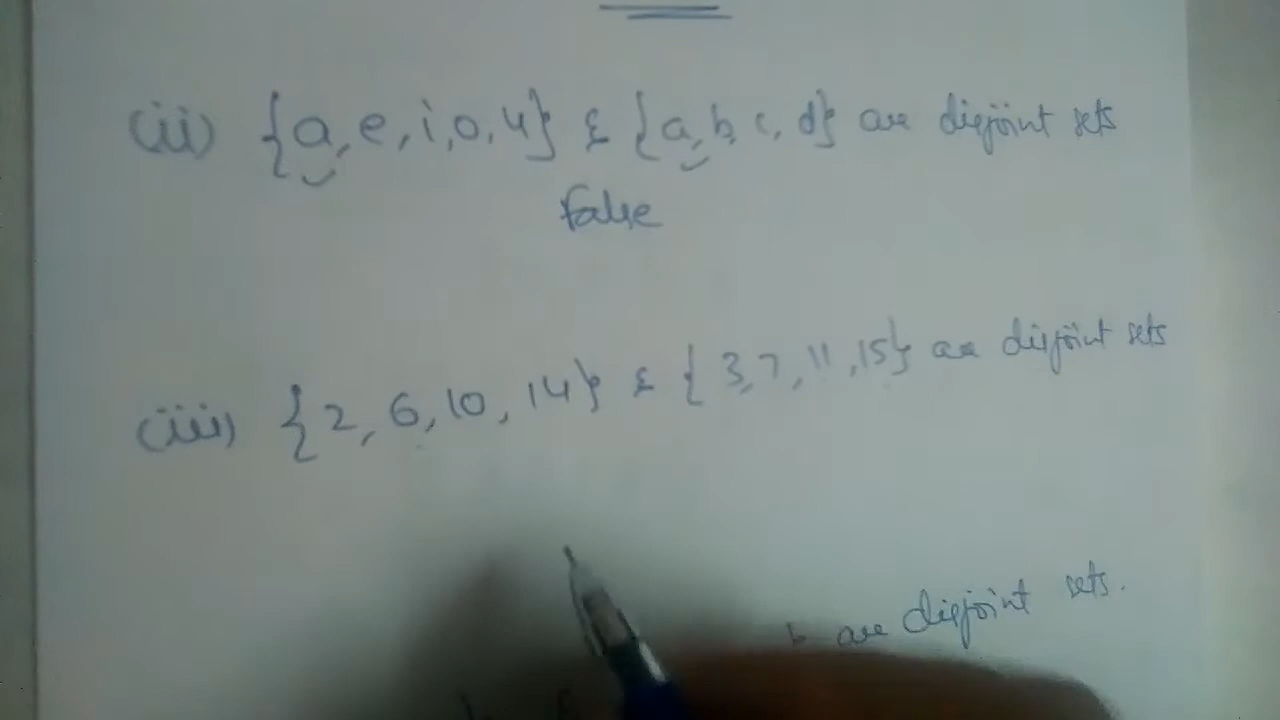 (ii) {a, e, i, o, u} & {a, b, c, d} are disjoint sets
false
(iii) {2, 6, 10, 14} & {3, 7, 11, 15} are disjoint sets
are disjoint sets.